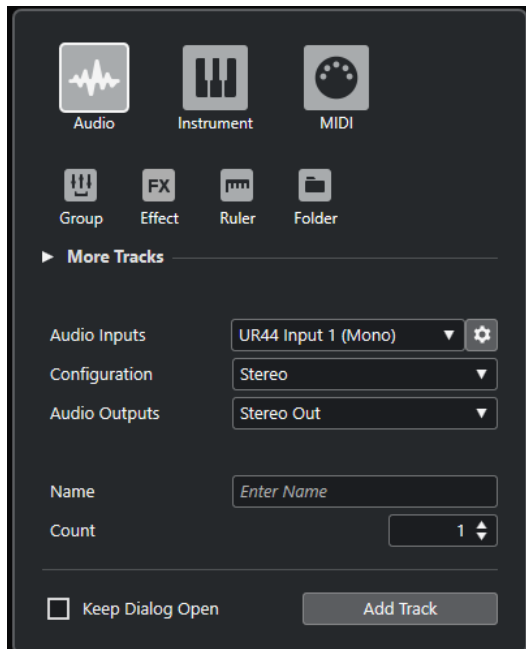 Audio Instrument MIDI
FX
Group Effect Ruler Folder
More Tracks
Audio Inputs UR44 Input 1 (Mono)
Configuration Stereo
Audio Outputs Stereo Out
Name Enter Name
Count 1
Keep Dialog Open Add Track